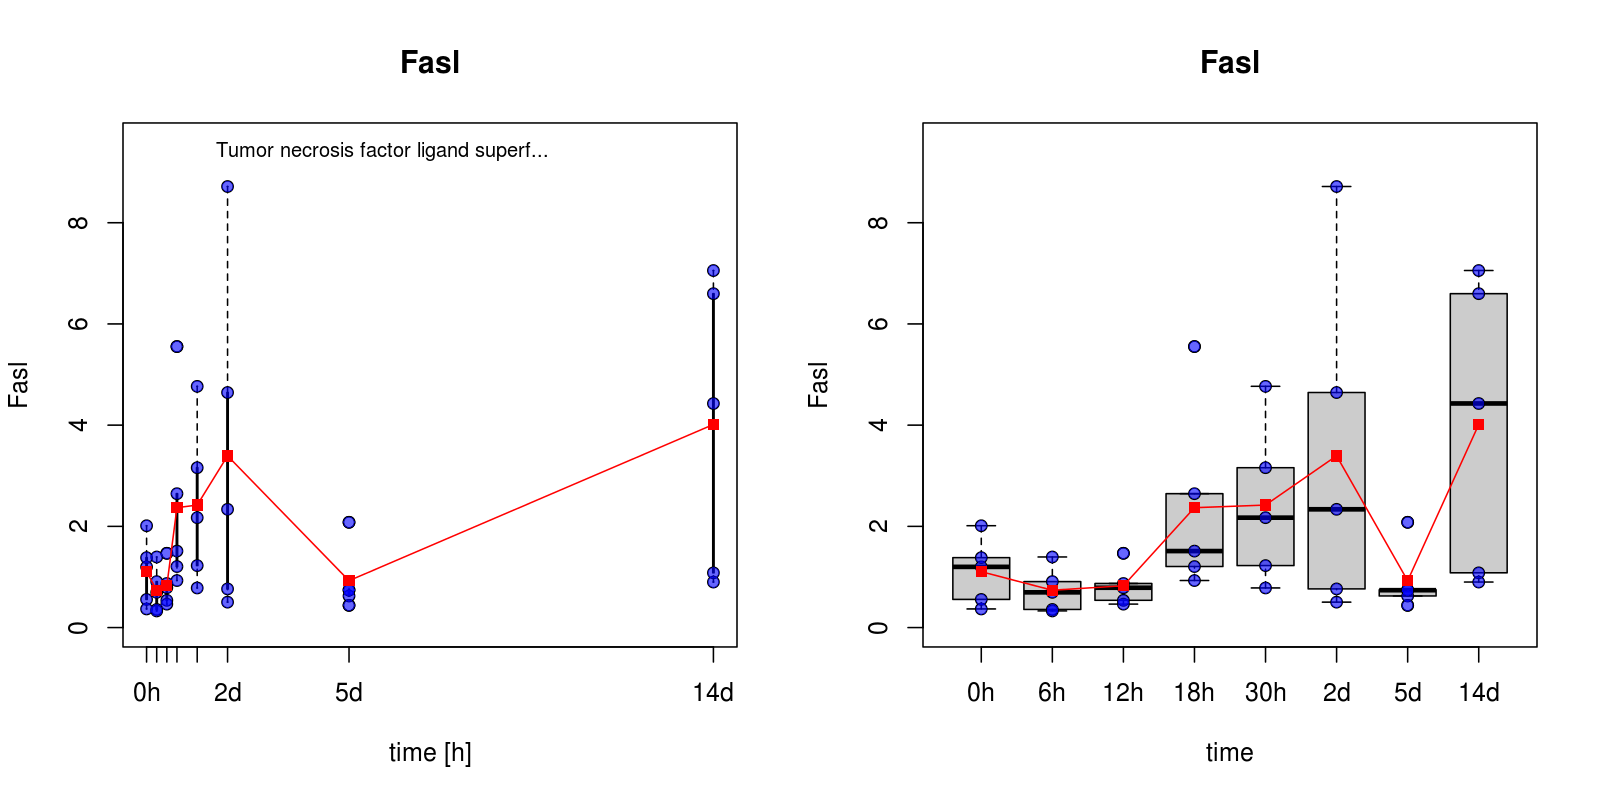 Fasl
Tumor necrosis factor ligand superf...
Fasl
0
2
4
6
8
0h
2d
5d
14d
time [h]
Fasl
Fasl
0
2
4
6
8
0h
6h
12h
18h
30h
2d
5d
14d
time